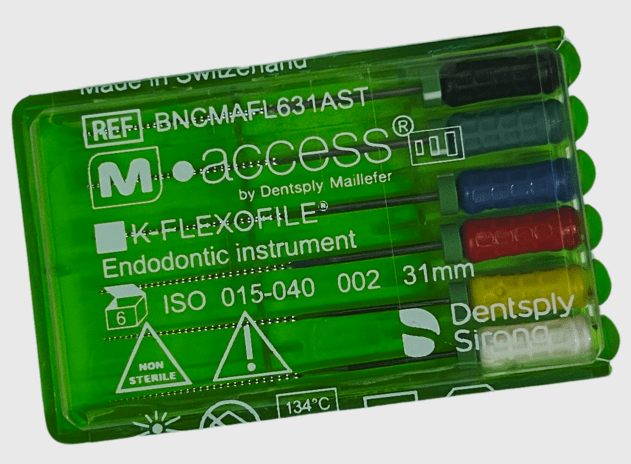 Made in Switzerland
REF BNCMAFL631AST
M•access®
by Dentsply Maillefer
K-FLEXOFILE®
Endodontic instrument
6 ISO 015-040 002 31mm
NON
STERILE
!
Dentsply
Sirona
134°C